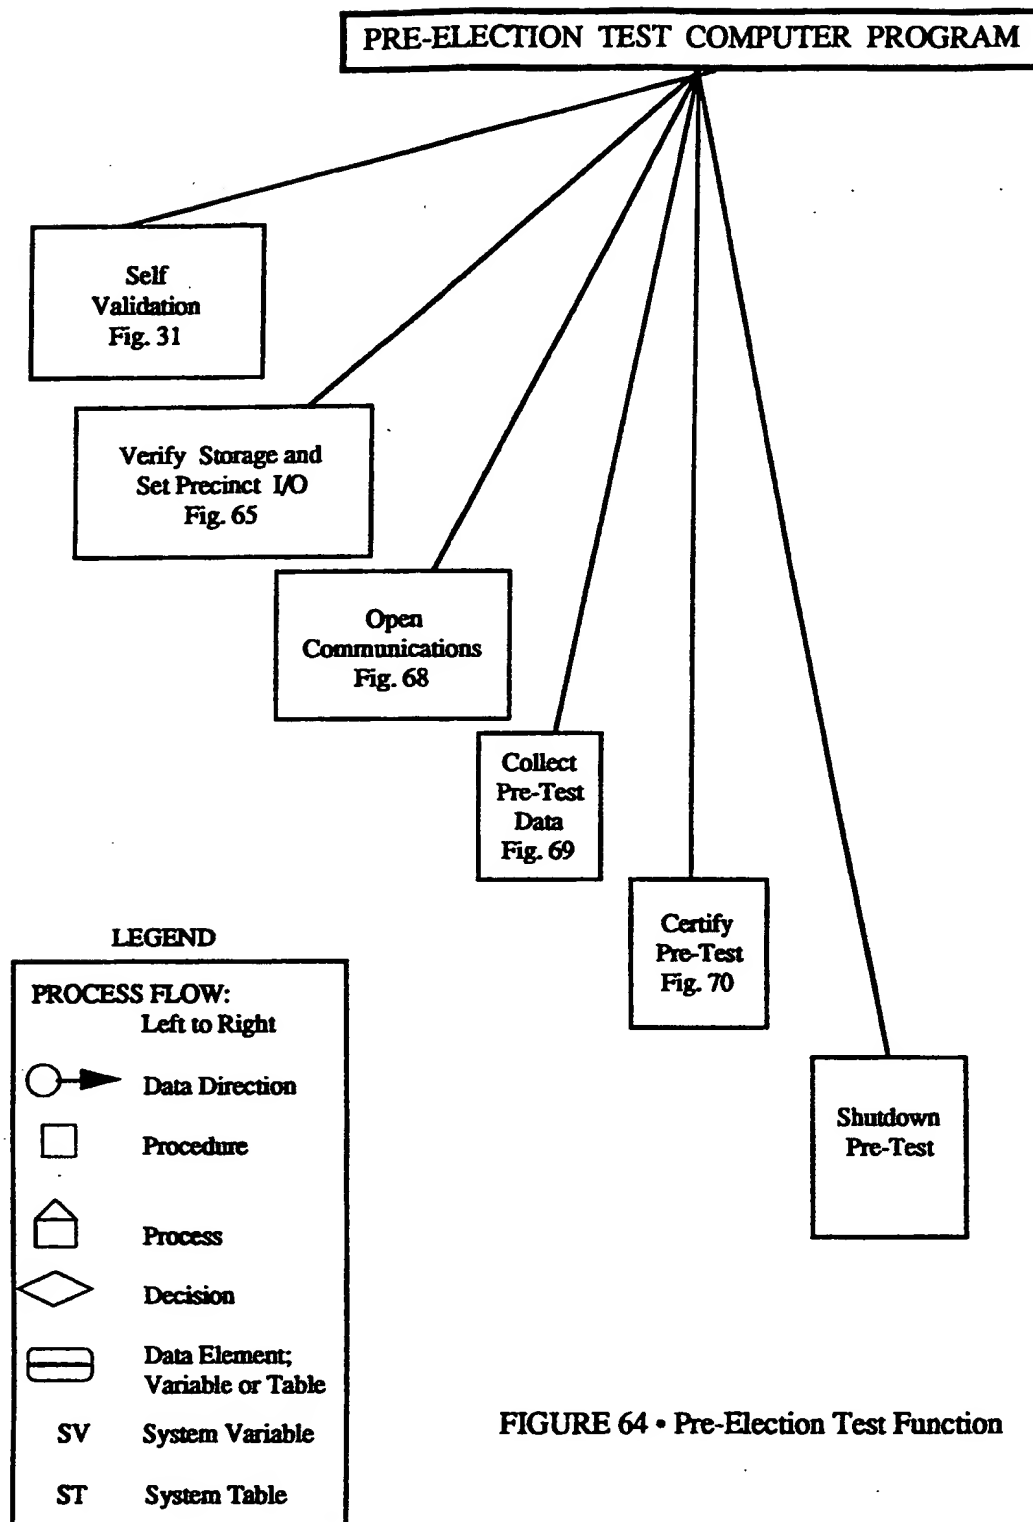 PRE-ELECTION TEST COMPUTER PROGRAM
Self
Validation
Fig. 31
Verify Storage and
Set Precinct I/O
Fig. 65
Open
Communications
Fig. 68
Collect
Pre-Test
Data
Fig. 69
Certify
Pre-Test
Fig. 70
Shutdown
Pre-Test
LEGEND
PROCESS FLOW:
Left to Right
Data Direction
Procedure
Process
Decision
Data Element;
Variable or Table
SV System Variable
ST System Table
FIGURE 64 • Pre-Election Test Function